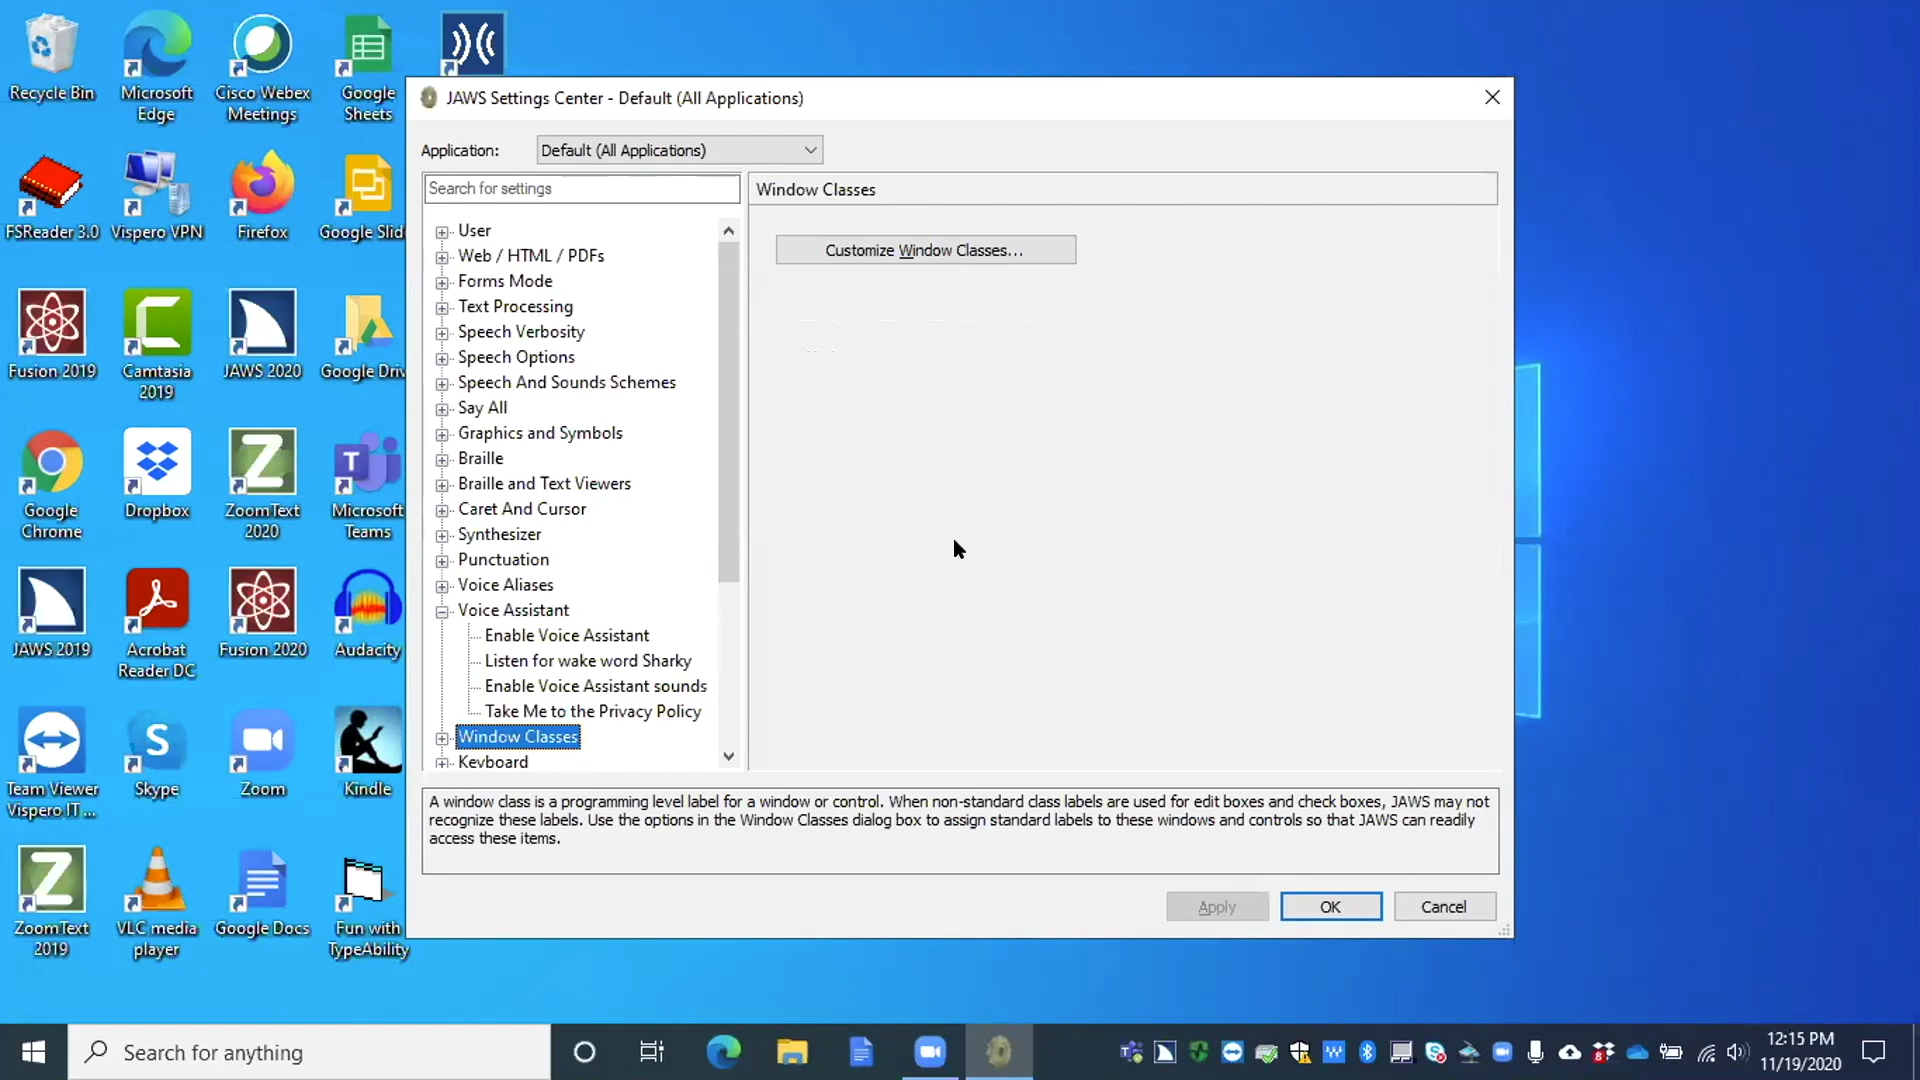 Recycle Bin
Microsoft
Edge
Cisco Webex
Meetings
Google
Sheets
FSReader 3.0
Vispero VPN
Firefox
Google Slid
Fusion 2019
Camtasia
2019
JAWS 2020
Google Driv
Google
Chrome
Dropbox
ZoomText
2020
Microsoft
Teams
JAWS 2019
Acrobat
Reader DC
Fusion 2020
Audacity
Team Viewer
Vispero IT ...
Skype
Zoom
Kindle
ZoomText
2019
VLC media
player
Google Docs
Fun with
TypeAbility
JAWS Settings Center - Default (All Applications)
Application:
Default (All Applications)
Search for settings
User
Web / HTML / PDFs
Forms Mode
Text Processing
Speech Verbosity
Speech Options
Speech And Sounds Schemes
Say All
Graphics and Symbols
Braille
Braille and Text Viewers
Caret And Cursor
Synthesizer
Punctuation
Voice Aliases
Voice Assistant
Enable Voice Assistant
Listen for wake word Sharky
Enable Voice Assistant sounds
Take Me to the Privacy Policy
Window Classes
Keyboard
Window Classes
Customize Window Classes...
A window class is a programming level label for a window or control. When non-standard class labels are used for edit boxes and check boxes, JAWS may not
recognize these labels. Use the options in the Window Classes dialog box to assign standard labels to these windows and controls so that JAWS can readily
access these items.
Apply
OK
Cancel
Search for anything
12:15 PM
11/19/2020